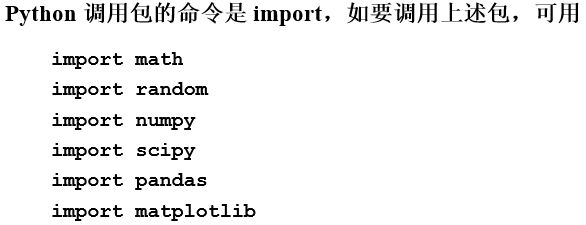 Python 调用包的命令是 import，如要调用上述包，可用
import math
import random
import numpy
import scipy
import pandas
import matplotlib